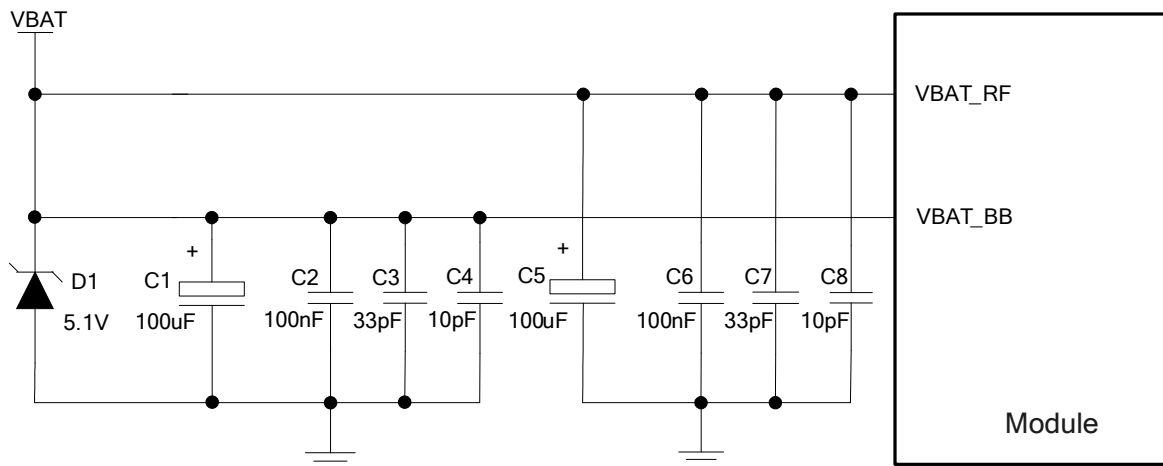 VBAT
VBAT_RF
VBAT_BB
+
+
D1
C1
C2
C3
C4
C5
C6
C7
C8
5.1V
100uF
100nF
33pF
10pF
100uF
100nF
33pF
10pF
Module